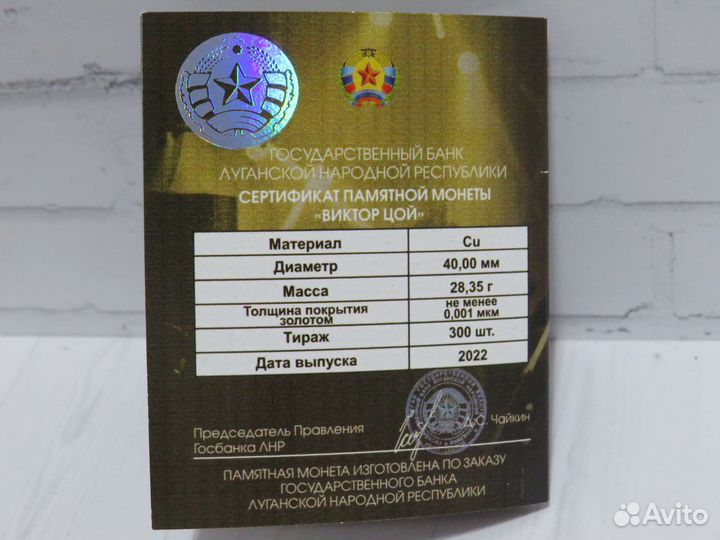 ГОСУДАРСТВЕННЫЙ БАНК
ЛУГАНСКОЙ НАРОДНОЙ РЕСПУБЛИКИ
СЕРТИФИКАТ ПАМЯТНОЙ МОНЕТЫ
«ВИКТОР ЦОЙ»
Материал Cu
Диаметр 40,00 мм
Масса 28,35 г
Толщина покрытия золотом не менее 0,001 мкм
Тираж 300 шт.
Дата выпуска 2022
Председатель Правления
Госбанка ЛНР
А.С. Чайкин
ПАМЯТНАЯ МОНЕТА ИЗГОТОВЛЕНА ПО ЗАКАЗУ
ГОСУДАРСТВЕННОГО БАНКА
ЛУГАНСКОЙ НАРОДНОЙ РЕСПУБЛИКИ
Avito